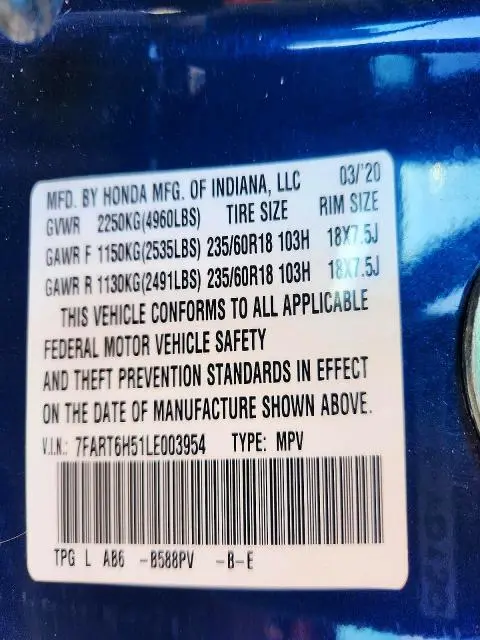 MFD. BY HONDA MFG. OF INDIANA, LLC 03/'20
GVWR 2250KG(4960LBS) TIRE SIZE RIM SIZE
GAWR F 1150KG(2535LBS) 235/60R18 103H 18X7.5J
GAWR R 1130KG(2491LBS) 235/60R18 103H 18X7.5J
THIS VEHICLE CONFORMS TO ALL APPLICABLE
FEDERAL MOTOR VEHICLE SAFETY
AND THEFT PREVENTION STANDARDS IN EFFECT
ON THE DATE OF MANUFACTURE SHOWN ABOVE.
V.I.N.: 7FART6H51LE003954 TYPE: MPV
TPG L AB6 -B588PV -B-E